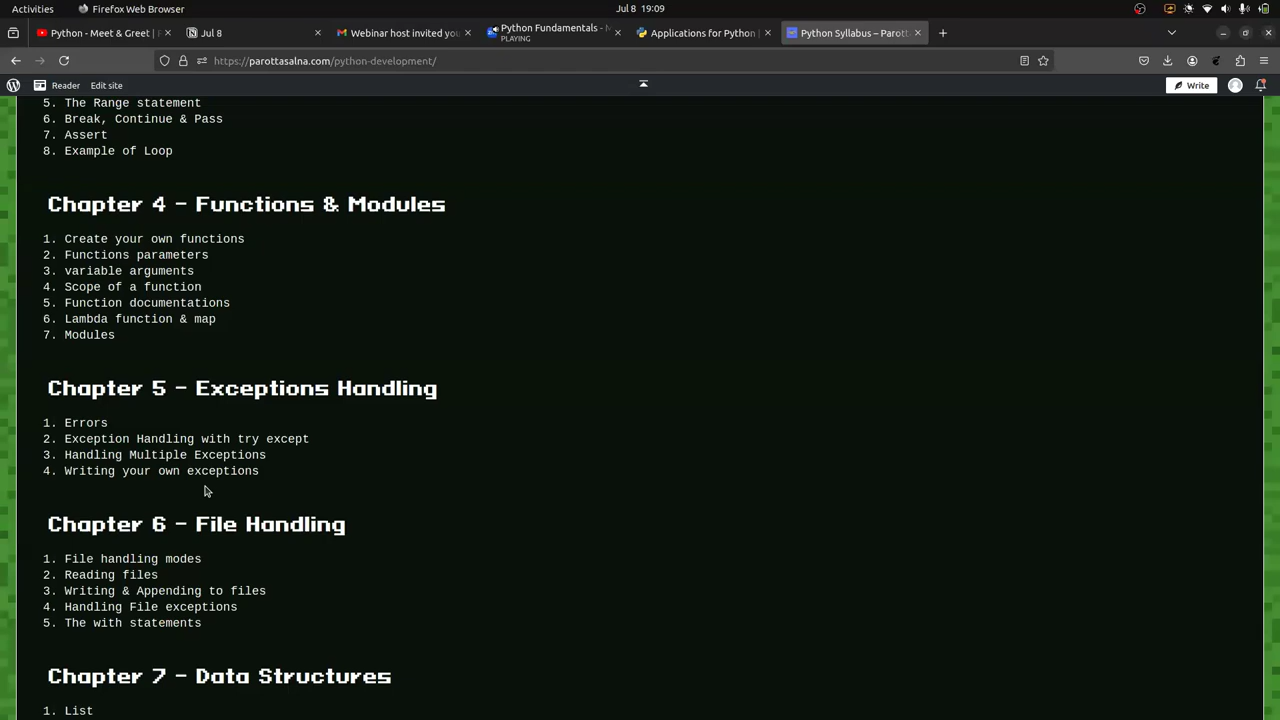 Activities
Firefox Web Browser
Jul 8 19:09
Python - Meet & Greet |
Jul 8
Webinar host invited you
Python Fundamentals -
PLAYING
Applications for Python |
Python Syllabus – Parott
https://parottasalna.com/python-development/
Reader
Edit site
Write
5. The Range statement
6. Break, Continue & Pass
7. Assert
8. Example of Loop
Chapter 4 - Functions & Modules
1. Create your own functions
2. Functions parameters
3. variable arguments
4. Scope of a function
5. Function documentations
6. Lambda function & map
7. Modules
Chapter 5 - Exceptions Handling
1. Errors
2. Exception Handling with try except
3. Handling Multiple Exceptions
4. Writing your own exceptions
Chapter 6 - File Handling
1. File handling modes
2. Reading files
3. Writing & Appending to files
4. Handling File exceptions
5. The with statements
Chapter 7 - Data Structures
1. List